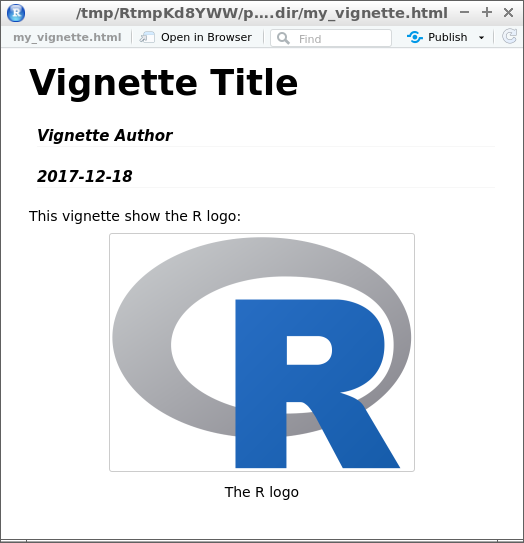 /tmp/RtmpKd8YWW/p....dir/my_vignette.html
my_vignette.html Open in Browser Find Publish
Vignette Title
Vignette Author
2017-12-18
This vignette show the R logo:
R
The R logo